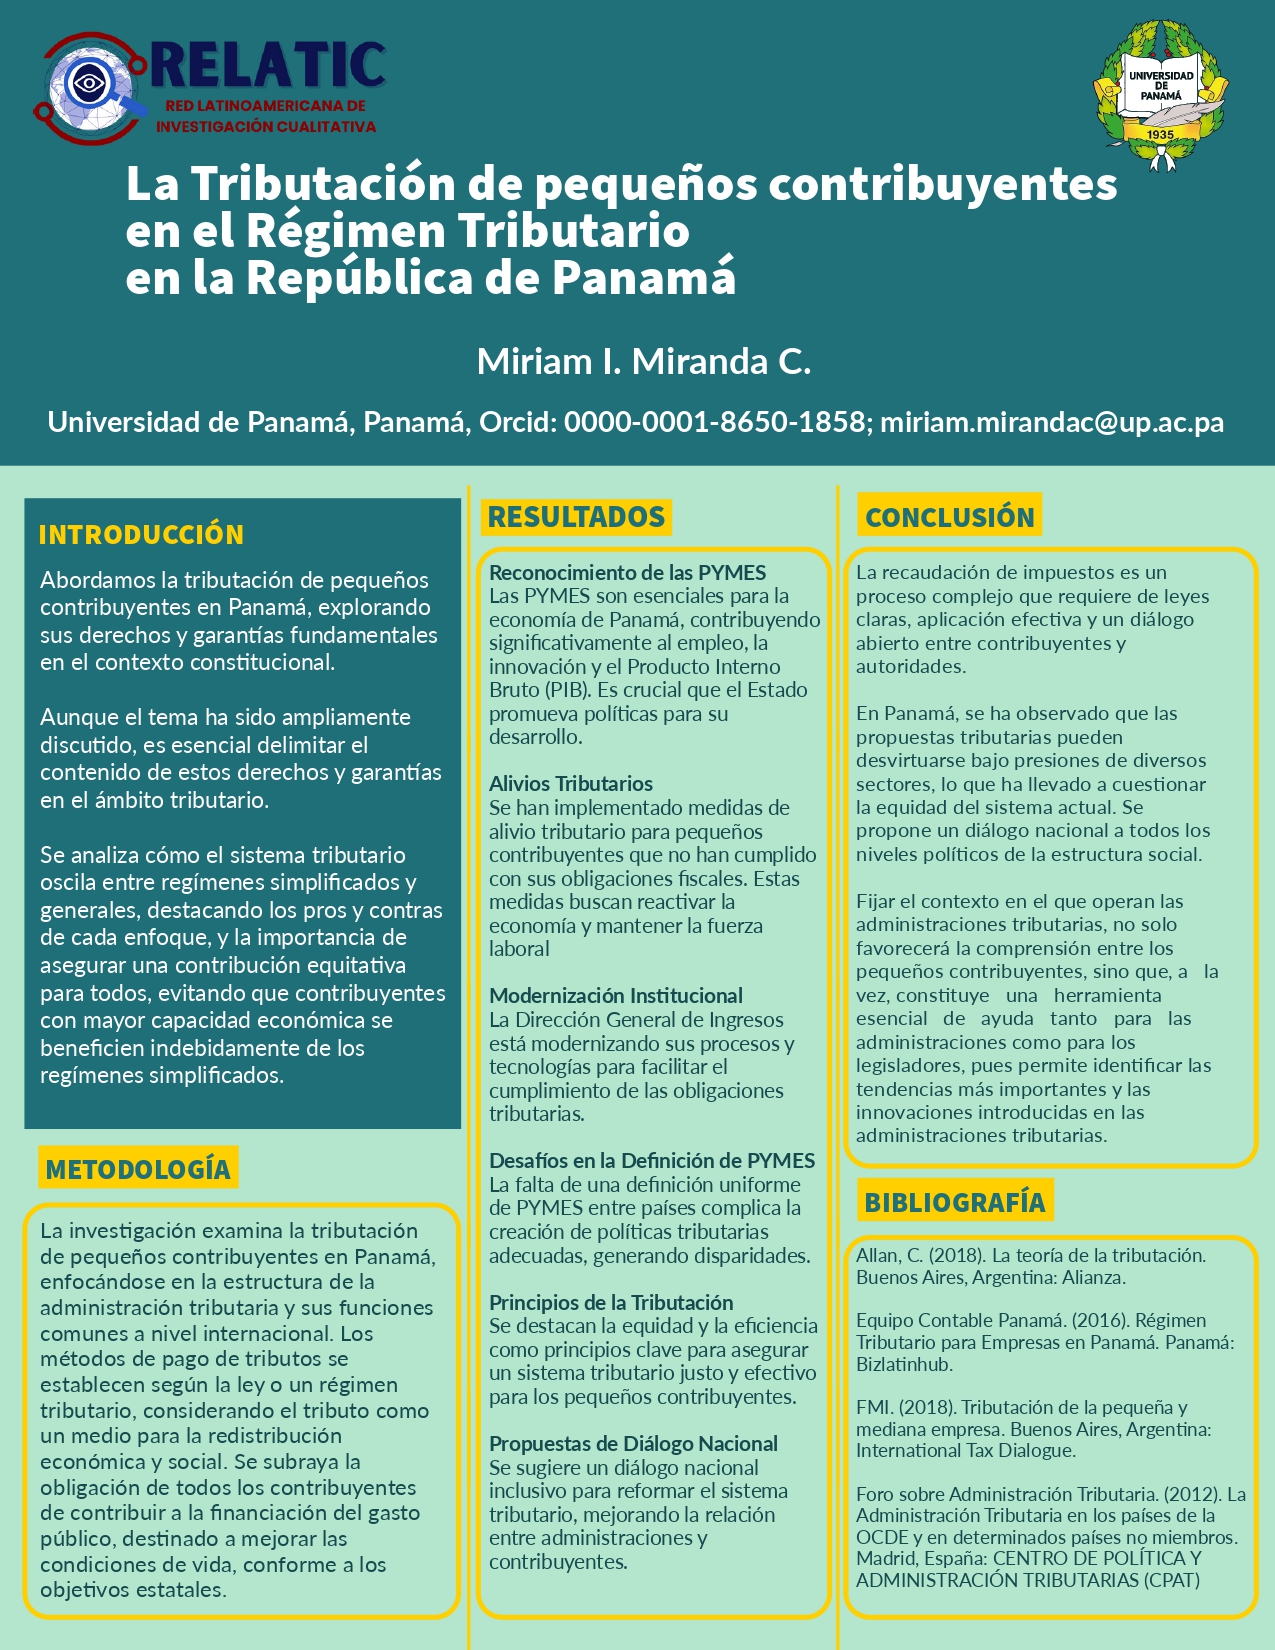 RELATIC
RED LATINOAMERICANA DE
INVESTIGACIÓN CUALITATIVA
UNIVERSIDAD
DE
PANAMÁ
1935
La Tributación de pequeños contribuyentes
en el Régimen Tributario
en la República de Panamá
Miriam I. Miranda C.
Universidad de Panamá, Panamá, Orcid: 0000-0001-8650-1858; miriam.mirandac@up.ac.pa
INTRODUCCIÓN
Abordamos la tributación de pequeños
contribuyentes en Panamá, explorando
sus derechos y garantías fundamentales
en el contexto constitucional.
Aunque el tema ha sido ampliamente
discutido, es esencial delimitar el
contenido de estos derechos y garantías
en el ámbito tributario.
Se analiza cómo el sistema tributario
oscila entre regímenes simplificados y
generales, destacando los pros y contras
de cada enfoque, y la importancia de
asegurar una contribución equitativa
para todos, evitando que contribuyentes
con mayor capacidad económica se
beneficien indebidamente de los
regímenes simplificados.
METODOLOGÍA
La investigación examina la tributación
de pequeños contribuyentes en Panamá,
enfocándose en la estructura de la
administración tributaria y sus funciones
comunes a nivel internacional. Los
métodos de pago de tributos se
establecen según la ley o un régimen
tributario, considerando el tributo como
un medio para la redistribución
económica y social. Se subraya la
obligación de todos los contribuyentes
de contribuir a la financiación del gasto
público, destinado a mejorar las
condiciones de vida, conforme a los
objetivos estatales.
RESULTADOS
Reconocimiento de las PYMES
Las PYMES son esenciales para la
economía de Panamá, contribuyendo
significativamente al empleo, la
innovación y el Producto Interno
Bruto (PIB). Es crucial que el Estado
promueva políticas para su
desarrollo.
Alivios Tributarios
Se han implementado medidas de
alivio tributario para pequeños
contribuyentes que no han cumplido
con sus obligaciones fiscales. Estas
medidas buscan reactivar la
economía y mantener la fuerza
laboral
Modernización Institucional
La Dirección General de Ingresos
está modernizando sus procesos y
tecnologías para facilitar el
cumplimiento de las obligaciones
tributarias.
Desafíos en la Definición de PYMES
La falta de una definición uniforme
de PYMES entre países complica la
creación de políticas tributarias
adecuadas, generando disparidades.
Principios de la Tributación
Se destacan la equidad y la eficiencia
como principios clave para asegurar
un sistema tributario justo y efectivo
para los pequeños contribuyentes.
Propuestas de Diálogo Nacional
Se sugiere un diálogo nacional
inclusivo para reformar el sistema
tributario, mejorando la relación
entre administraciones y
contribuyentes.
CONCLUSIÓN
La recaudación de impuestos es un
proceso complejo que requiere de leyes
claras, aplicación efectiva y un diálogo
abierto entre contribuyentes y
autoridades.
En Panamá, se ha observado que las
propuestas tributarias pueden
desvirtuarse bajo presiones de diversos
sectores, lo que ha llevado a cuestionar
la equidad del sistema actual. Se
propone un diálogo nacional a todos los
niveles políticos de la estructura social.
Fijar el contexto en el que operan las
administraciones tributarias, no solo
favorecerá la comprensión entre los
pequeños contribuyentes, sino que, a la
vez, constituye una herramienta
esencial de ayuda tanto para las
administraciones como para los
legisladores, pues permite identificar las
tendencias más importantes y las
innovaciones introducidas en las
administraciones tributarias.
BIBLIOGRAFÍA
Allan, C. (2018). La teoría de la tributación.
Buenos Aires, Argentina: Alianza.
Equipo Contable Panamá. (2016). Régimen
Tributario para Empresas en Panamá. Panamá:
Bizlatinhub.
FMI. (2018). Tributación de la pequeña y
mediana empresa. Buenos Aires, Argentina:
International Tax Dialogue.
Foro sobre Administración Tributaria. (2012). La
Administración Tributaria en los países de la
OCDE y en determinados países no miembros.
Madrid, España: CENTRO DE POLÍTICA Y
ADMINISTRACIÓN TRIBUTARIAS (CPAT)